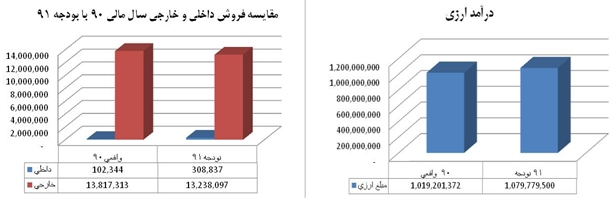 مقایسه فروش داخلی و خارجی سال مالی ۹۰ با بودجه ۹۱
14,000,000
12,000,000
10,000,000
8,000,000
6,000,000
4,000,000
2,000,000
-
واقعی ۹۰
بودجه ۹۱
داخلی
102,344
308,837
خارجی
13,817,313
13,238,097
درآمد ارزی
1,200,000,000
1,000,000,000
800,000,000
600,000,000
400,000,000
200,000,000
-
۹۰ واقعی
۹۱ بودجه
مبلغ ارزی
1,019,201,372
1,079,779,500